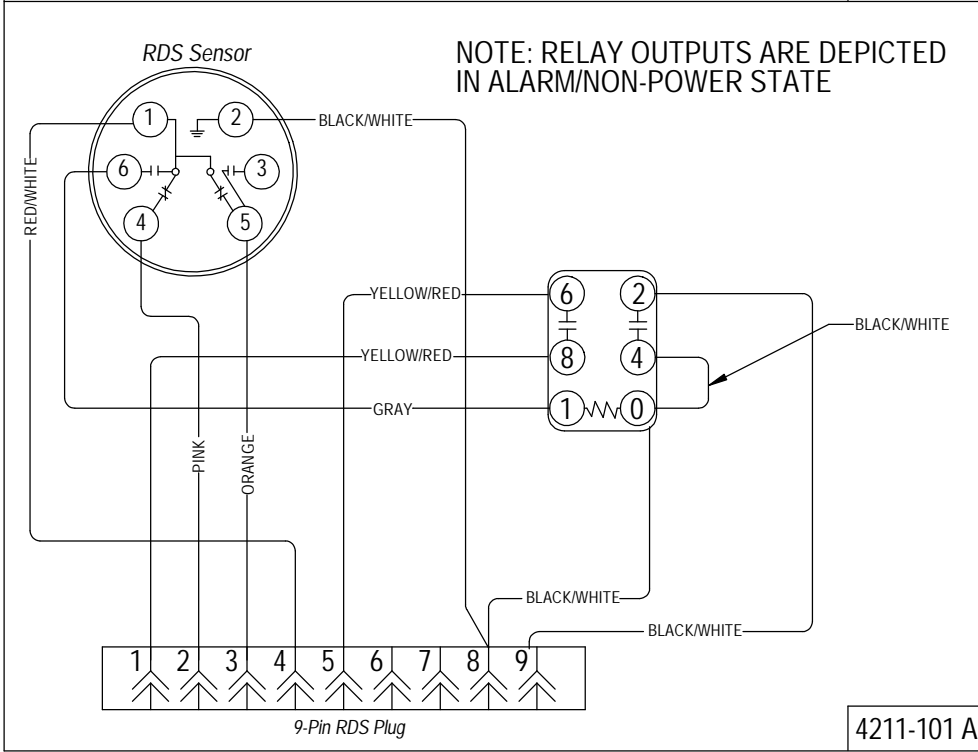 RDS Sensor
NOTE: RELAY OUTPUTS ARE DEPICTED
IN ALARM/NON-POWER STATE
1
2
BLACK/WHITE
6
3
RED/WHITE
4
5
YELLOW/RED
6
2
BLACK/WHITE
YELLOW/RED
8
4
GRAY
1
0
PINK
ORANGE
BLACK/WHITE
BLACK/WHITE
1 2 3 4 5 6 7 8 9
9-Pin RDS Plug
4211-101 A